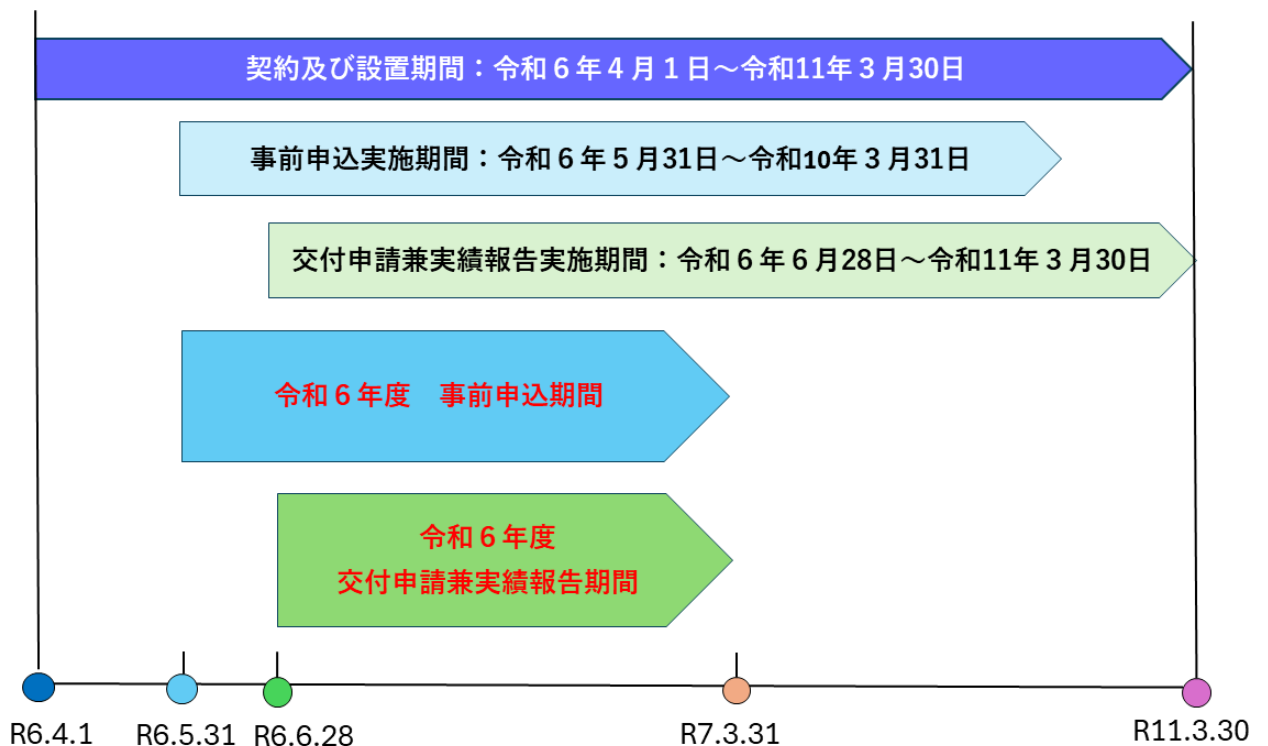 契約及び設置期間：令和６年４月１日～令和11年３月30日
事前申込実施期間：令和６年５月31日～令和10年３月31日
交付申請兼実績報告実施期間：令和６年６月28日～令和11年３月30日
令和６年度　事前申込期間
令和６年度
交付申請兼実績報告期間
R6.4.1 R6.5.31 R6.6.28 R7.3.31 R11.3.30